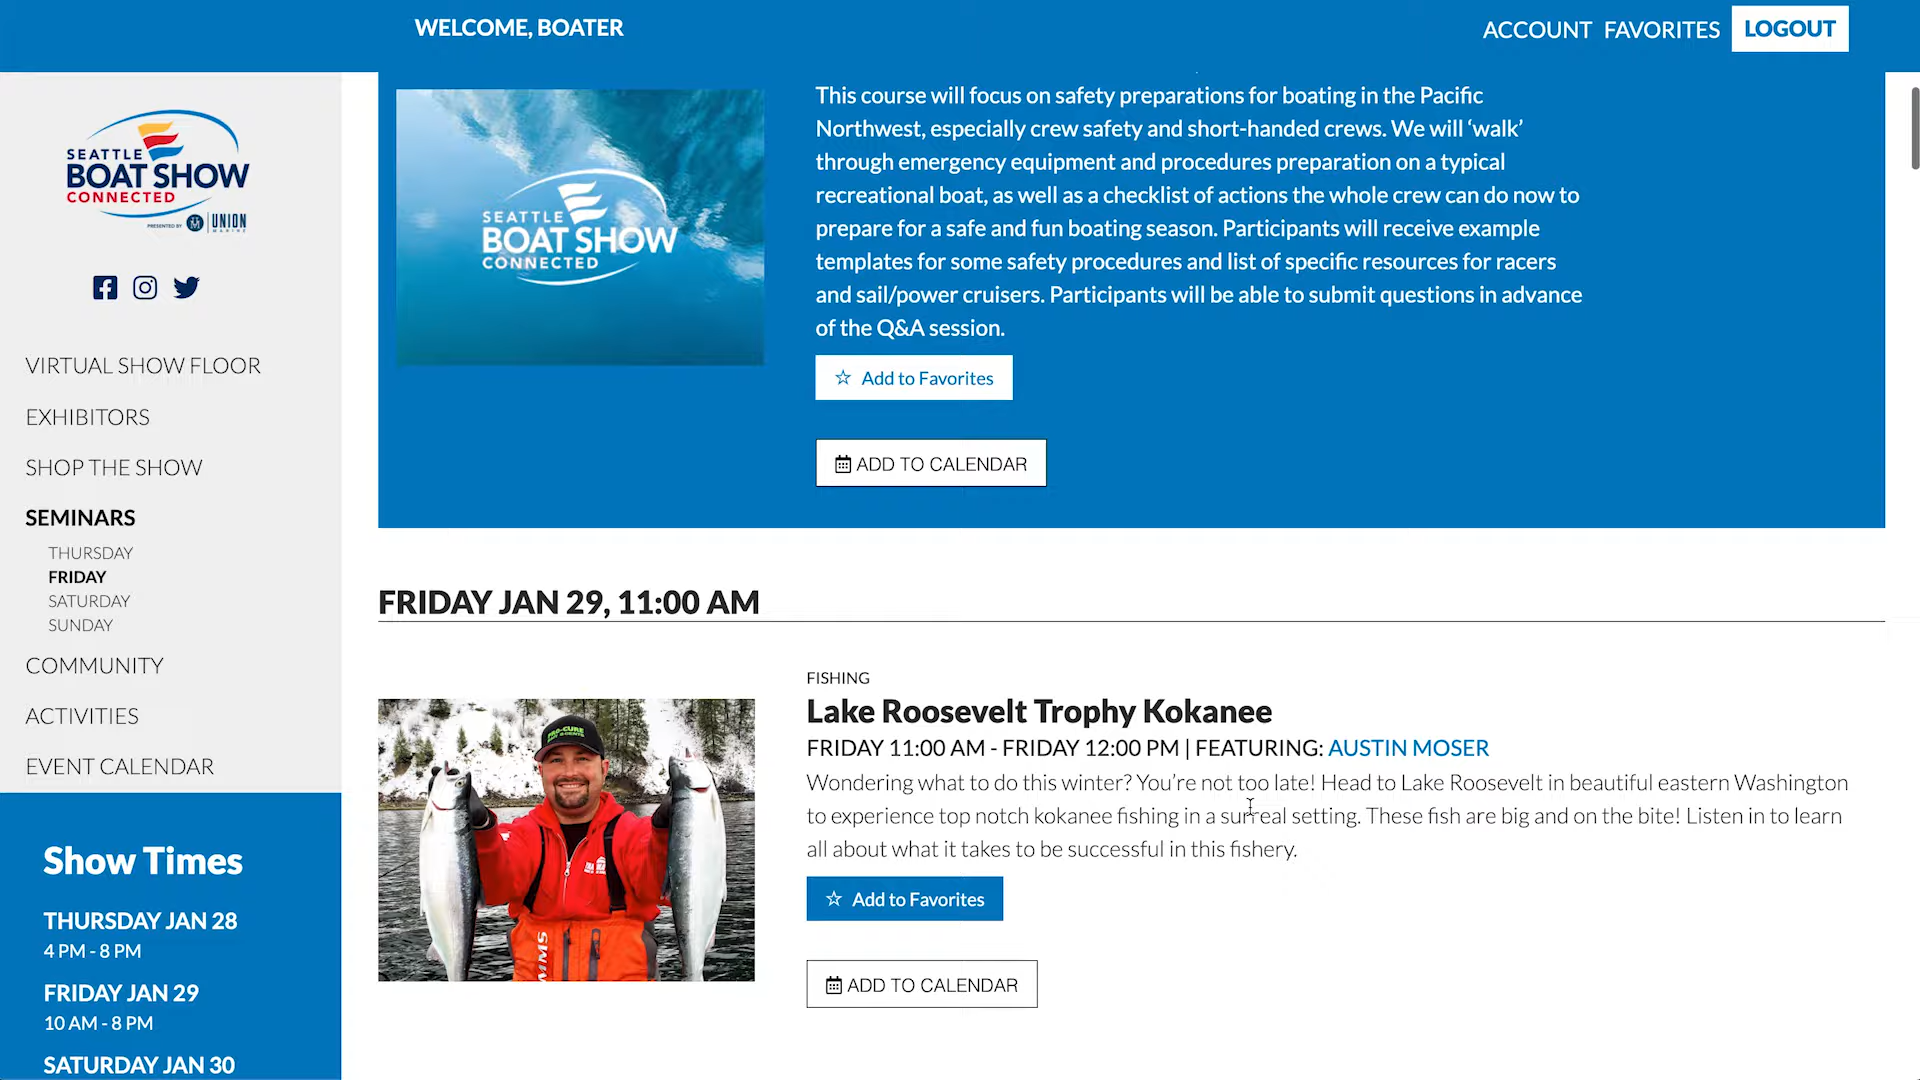 WELCOME, BOATER
ACCOUNT FAVORITES LOGOUT
SEATTLE
BOAT SHOW
CONNECTED
PRESENTED BY UNION
MARINE
VIRTUAL SHOW FLOOR
EXHIBITORS
SHOP THE SHOW
SEMINARS
THURSDAY
FRIDAY
SATURDAY
SUNDAY
COMMUNITY
ACTIVITIES
EVENT CALENDAR
Show Times
THURSDAY JAN 28
4 PM - 8 PM
FRIDAY JAN 29
10 AM - 8 PM
SATURDAY JAN 30
SEATTLE
BOAT SHOW
CONNECTED
This course will focus on safety preparations for boating in the Pacific
Northwest, especially crew safety and short-handed crews. We will ‘walk’
through emergency equipment and procedures preparation on a typical
recreational boat, as well as a checklist of actions the whole crew can do now to
prepare for a safe and fun boating season. Participants will receive example
templates for some safety procedures and list of specific resources for racers
and sail/power cruisers. Participants will be able to submit questions in advance
of the Q&A session.
Add to Favorites
ADD TO CALENDAR
FRIDAY JAN 29, 11:00 AM
PRO-CURE
FISHING
Lake Roosevelt Trophy Kokanee
FRIDAY 11:00 AM - FRIDAY 12:00 PM | FEATURING: AUSTIN MOSER
Wondering what to do this winter? You’re not too late! Head to Lake Roosevelt in beautiful eastern Washington
to experience top notch kokanee fishing in a surreal setting. These fish are big and on the bite! Listen in to learn
all about what it takes to be successful in this fishery.
Add to Favorites
ADD TO CALENDAR